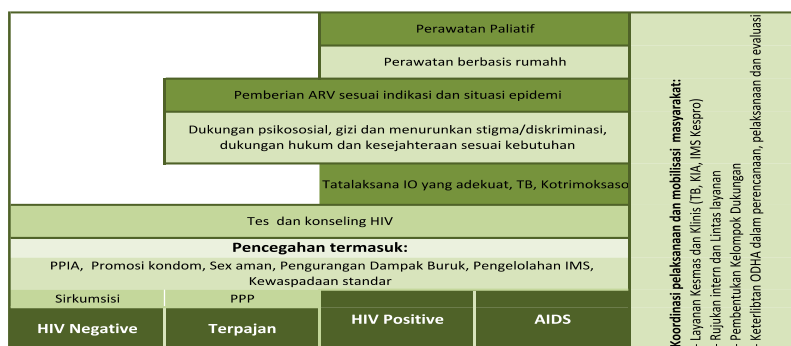 Perawatan Paliatif
Perawatan berbasis rumahh
Pemberian ARV sesuai indikasi dan situasi epidemi
Dukungan psikososial, gizi dan menurunkan stigma/diskriminasi,
dukungan hukum dan kesejahteraan sesuai kebutuhan
Tatalaksana IO yang adekuat, TB, Kotrimoksaso
Tes dan konseling HIV
Pencegahan termasuk:
PPIA, Promosi kondom, Sex aman, Pengurangan Dampak Buruk, Pengelolahan IMS,
Kewaspadaan standar
Sirkumsisi
PPP
HIV Negative
Terpajan
HIV Positive
AIDS
Koordinasi pelaksanaan dan mobilisasi masyarakat:
- Layanan Kesmas dan Klinis (TB, KIA, IMS Kespro)
- Rujukan intern dan Lintas layanan
- Pembentukan Kelompok Dukungan
- Keterlibtan ODHA dalam perencanaan, pelaksanaan dan evaluasi